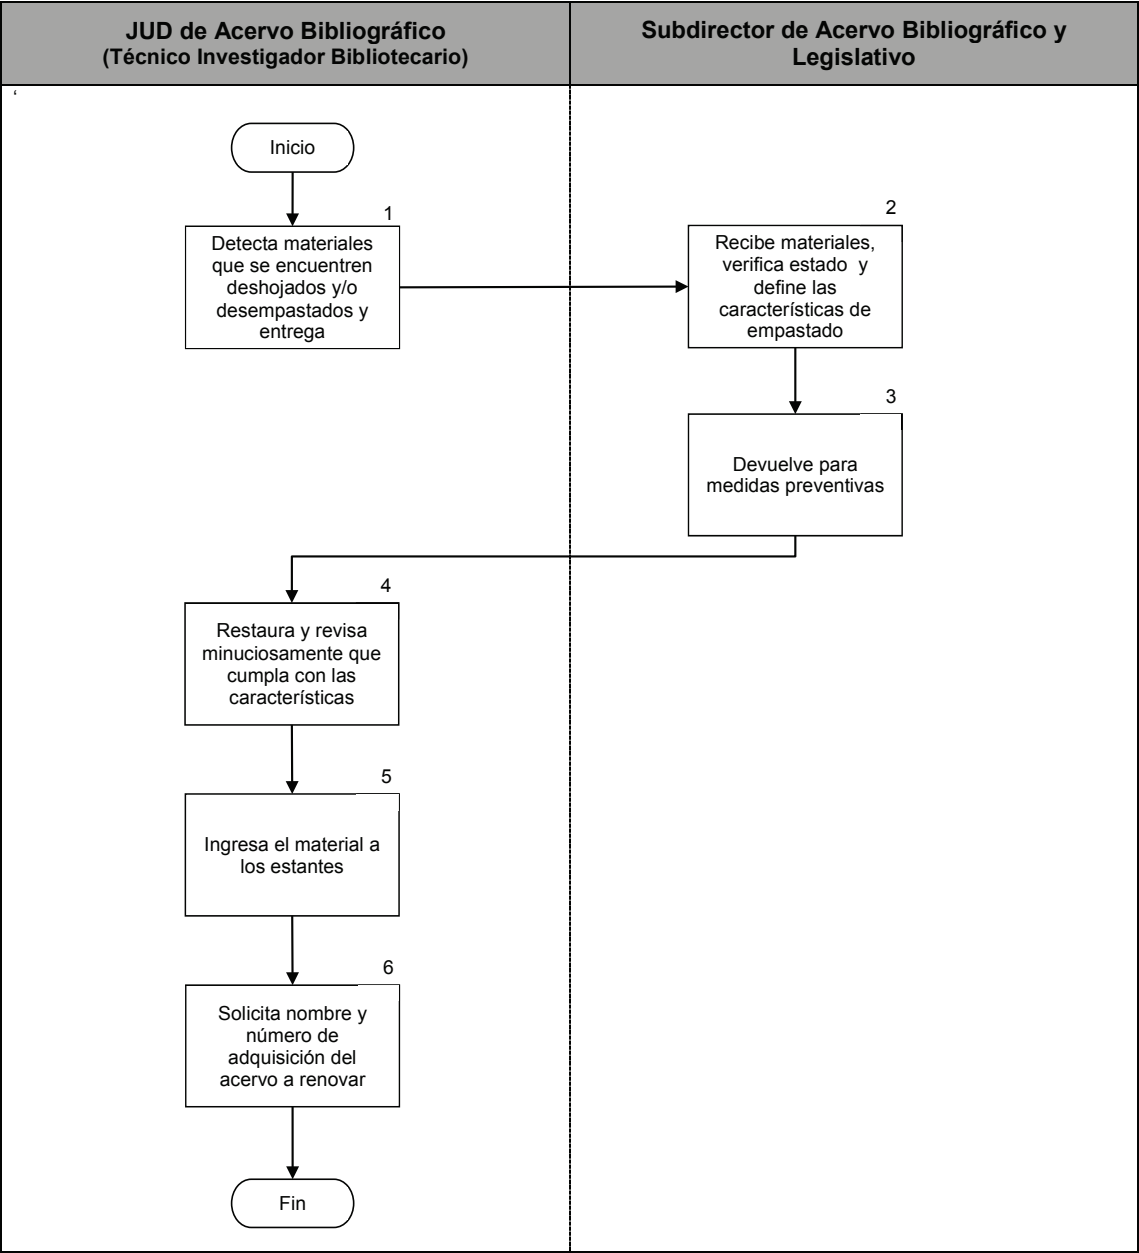 JUD de Acervo Bibliográfico
(Técnico Investigador Bibliotecario)
Subdirector de Acervo Bibliográfico y
Legislativo
‘
Inicio
1
Detecta materiales
que se encuentren
deshojados y/o
desempastados y
entrega
2
Recibe materiales,
verifica estado y
define las
características de
empastado
3
Devuelve para
medidas preventivas
4
Restaura y revisa
minuciosamente que
cumpla con las
características
5
Ingresa el material a
los estantes
6
Solicita nombre y
número de
adquisición del
acervo a renovar
Fin